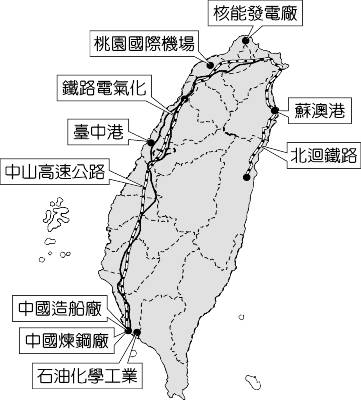 核能發電廠
桃園國際機場
鐵路電氣化
蘇澳港
臺中港
北迴鐵路
中山高速公路
中國造船廠
中國煉鋼廠
石油化學工業